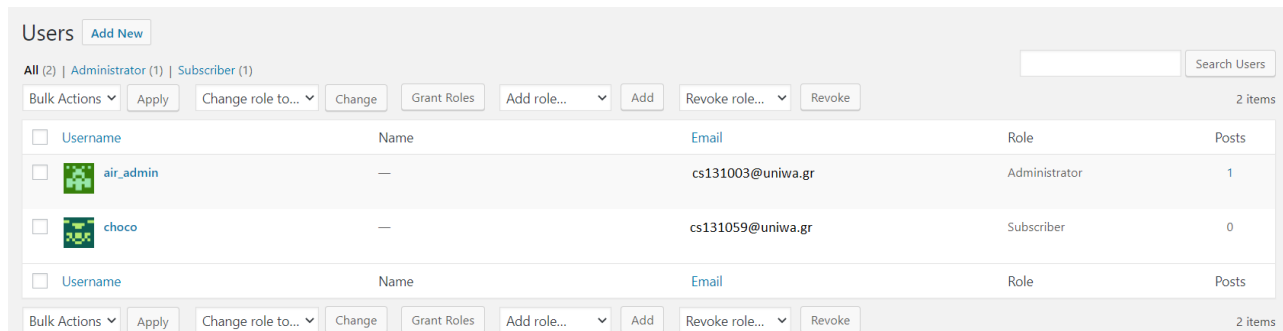 Users Add New
All (2) | Administrator (1) | Subscriber (1)
Search Users
Bulk Actions Apply Change role to... Change Grant Roles Add role... Add Revoke role... Revoke 2 items
Username Name Email Role Posts
air_admin — cs131003@uniwa.gr Administrator 1
choco — cs131059@uniwa.gr Subscriber 0
Username Name Email Role Posts
Bulk Actions Apply Change role to... Change Grant Roles Add role... Add Revoke role... Revoke 2 items